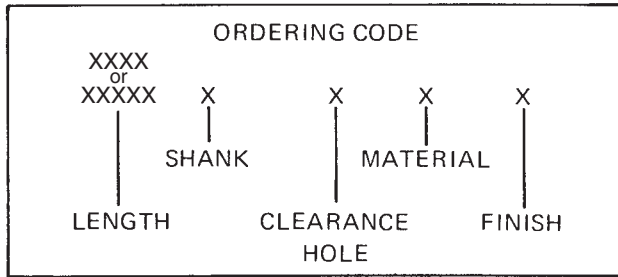 ORDERING CODE
XXXX
or
XXXXX X X X X
SHANK MATERIAL
LENGTH CLEARANCE FINISH
HOLE